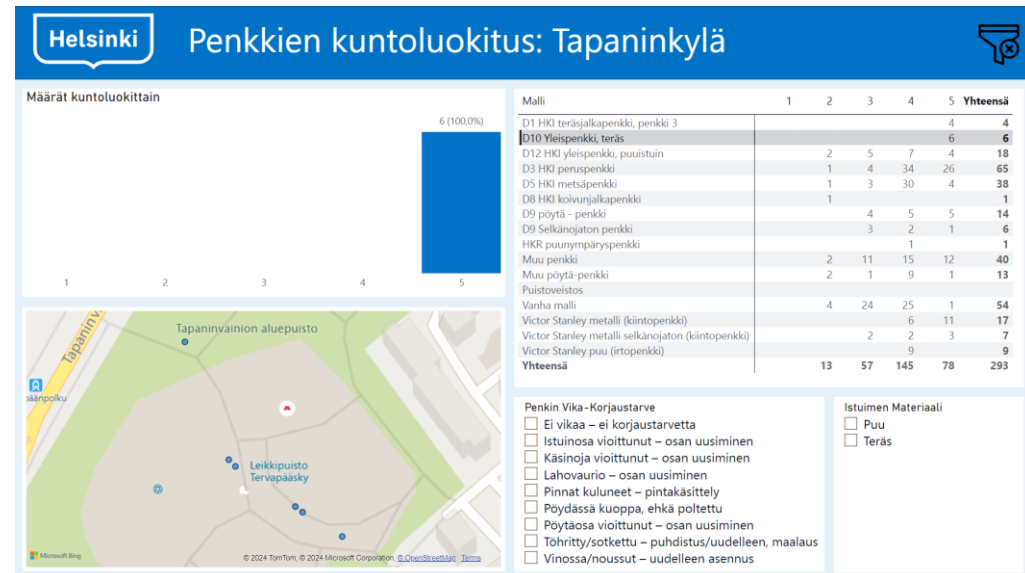 Helsinki
Penkkien kuntoluokitus: Tapaninkylä
Määrät kuntoluokittain
6 (100,0%)
1 2 3 4 5
Malli 1 2 3 4 5 Yhteensä
D1 HKI teräsjalkapenkki, penkki 3 4 4
D10 Yleispenkki, teräs 6 6
D12 HKI yleispenkki, puuistuin 2 5 7 4 18
D3 HKI peruspenkki 1 4 34 26 65
D5 HKI metsäpenkki 1 3 30 4 38
D8 HKI koivunjalkapenkki 1 1
D9 pöytä - penkki 4 5 5 14
D9 Selkänojaton penkki 3 2 1 6
HKR puunympäryspenkki 1 1
Muu penkki 2 11 15 12 40
Muu pöytä-penkki 2 1 9 1 13
Puistoveistos
Vanha malli 4 24 25 1 54
Victor Stanley metalli (kiintopenkki) 6 11 17
Victor Stanley metalli selkänojaton (kiintopenkki) 2 2 3 7
Victor Stanley puu (irtopenkki) 9 9
Yhteensä 13 57 145 78 293
Tapaninvainion aluepuisto
Leikkipuisto
Tervapääsky
Microsoft Bing
© 2024 TomTom, © 2024 Microsoft Corporation, © OpenStreetMap Terms
Penkin Vika-Korjaustarve
Ei vikaa – ei korjaustarvetta
Istuinosa vioittunut – osan uusiminen
Käsinoja vioittunut – osan uusiminen
Lahovaurio – osan uusiminen
Pinnat kuluneet – pintakäsittely
Pöydässä kuoppa, ehkä poltettu
Pöytäosa vioittunut – osan uusiminen
Töhritty/sotkettu – puhdistus/uudelleen, maalaus
Vinossa/noussut – uudelleen asennus
Istuimen Materiaali
Puu
Teräs